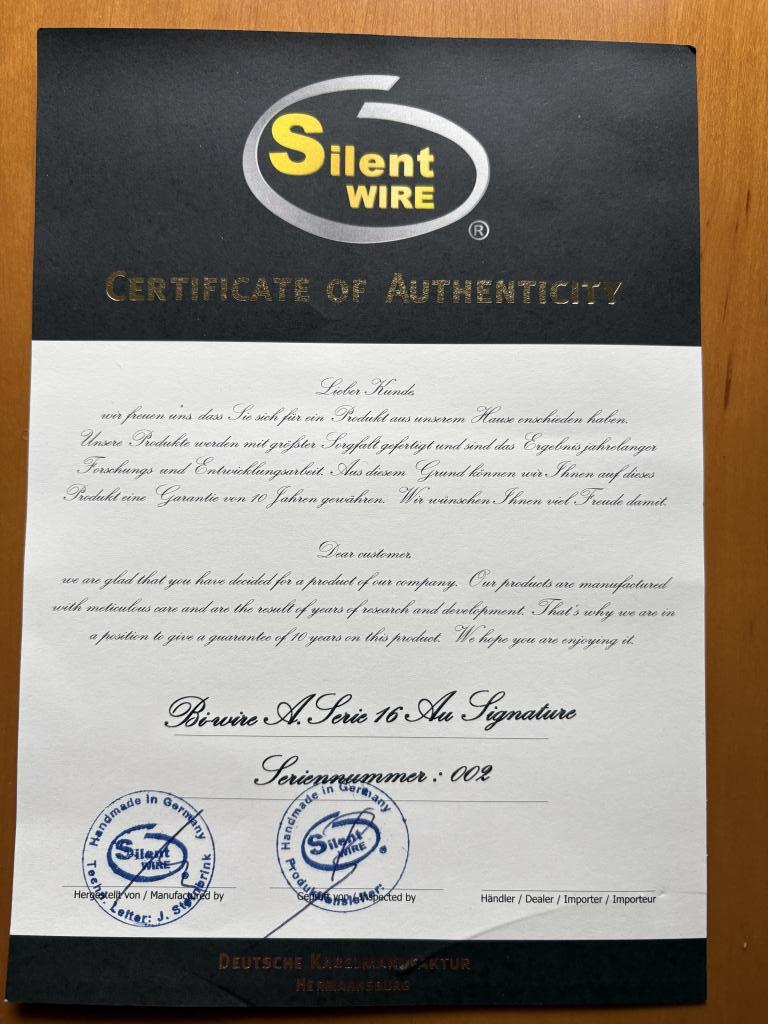 Silent
WIRE
®
CERTIFICATE OF AUTHENTICITY
Lieber Kunde,
wir freuen uns, dass Sie sich für ein Produkt aus unserem Hause enschieden haben.
Unsere Produkte werden mit größter Sorgfalt gefertigt und sind das Ergebnis jahrelanger
Forschungs und Entwicklungsarbeit. Aus diesem Grund können wir Ihnen auf dieses
Produkt eine Garantie von 10 Jahren gewähren. Wir wünschen Ihnen viel Freude damit.
Dear customer,
we are glad that you have decided for a product of our company. Our products are manufactured
with meticulous care and are the result of years of research and development. That's why we are in
a position to give a guarantee of 10 years on this product. We hope you are enjoying it.
Bi-wire A. Serie 16 Au Signature
Seriennummer : 002
Handmade in Germany
Silent
WIRE
Techn. Leiter: J. Steinbrink
Handmade in Germany
Silent
WIRE
®
Produktionsleiter:
Hergestellt von / Manufactured by
Geprüft von / Inspected by
Händler / Dealer / Importer / Importeur
DEUTSCHE KABELMANUFAKTUR
HERMANNSBURG